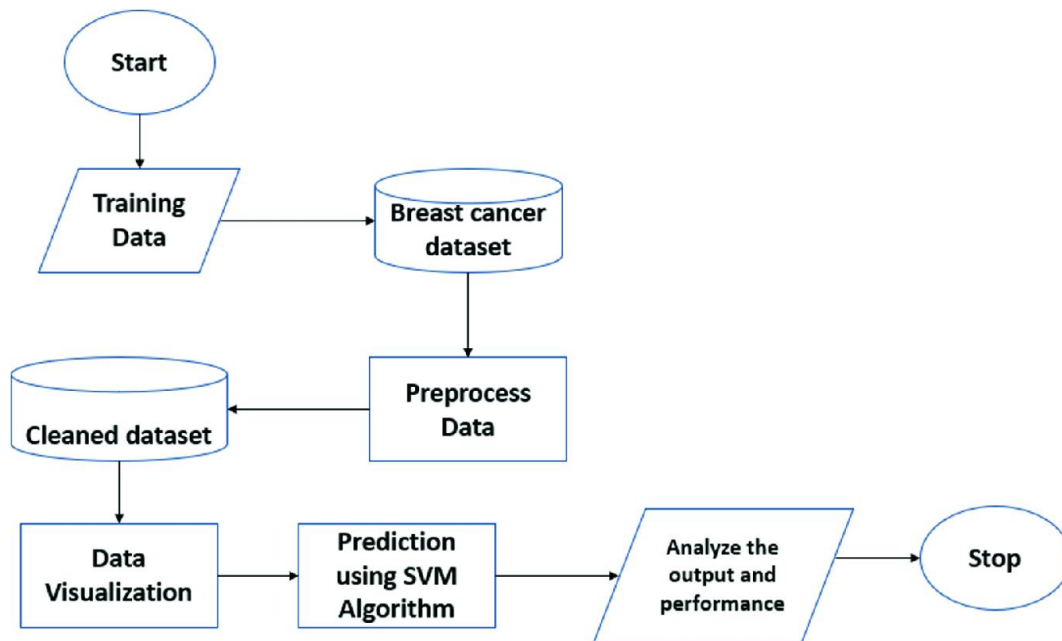 Start
Training
Data
Breast cancer
dataset
Preprocess
Data
Cleaned dataset
Data
Visualization
Prediction
using SVM
Algorithm
Analyze the
output and
performance
Stop